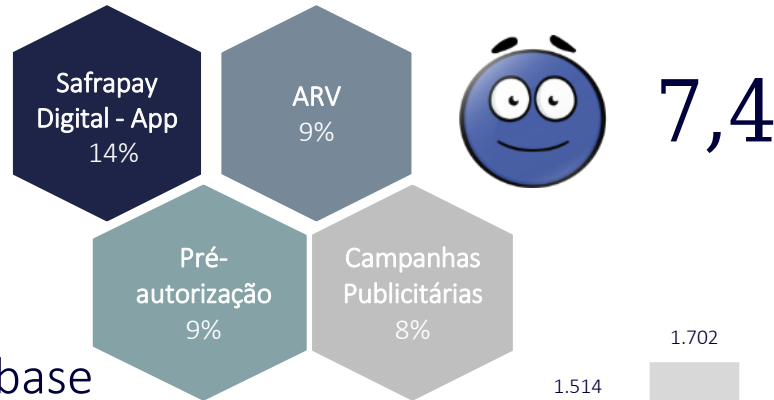 Safrapay
Digital - App
14%
ARV
9%
7,4
Pré-
autorização
9%
Campanhas
Publicitárias
8%
base
1.514
1.702